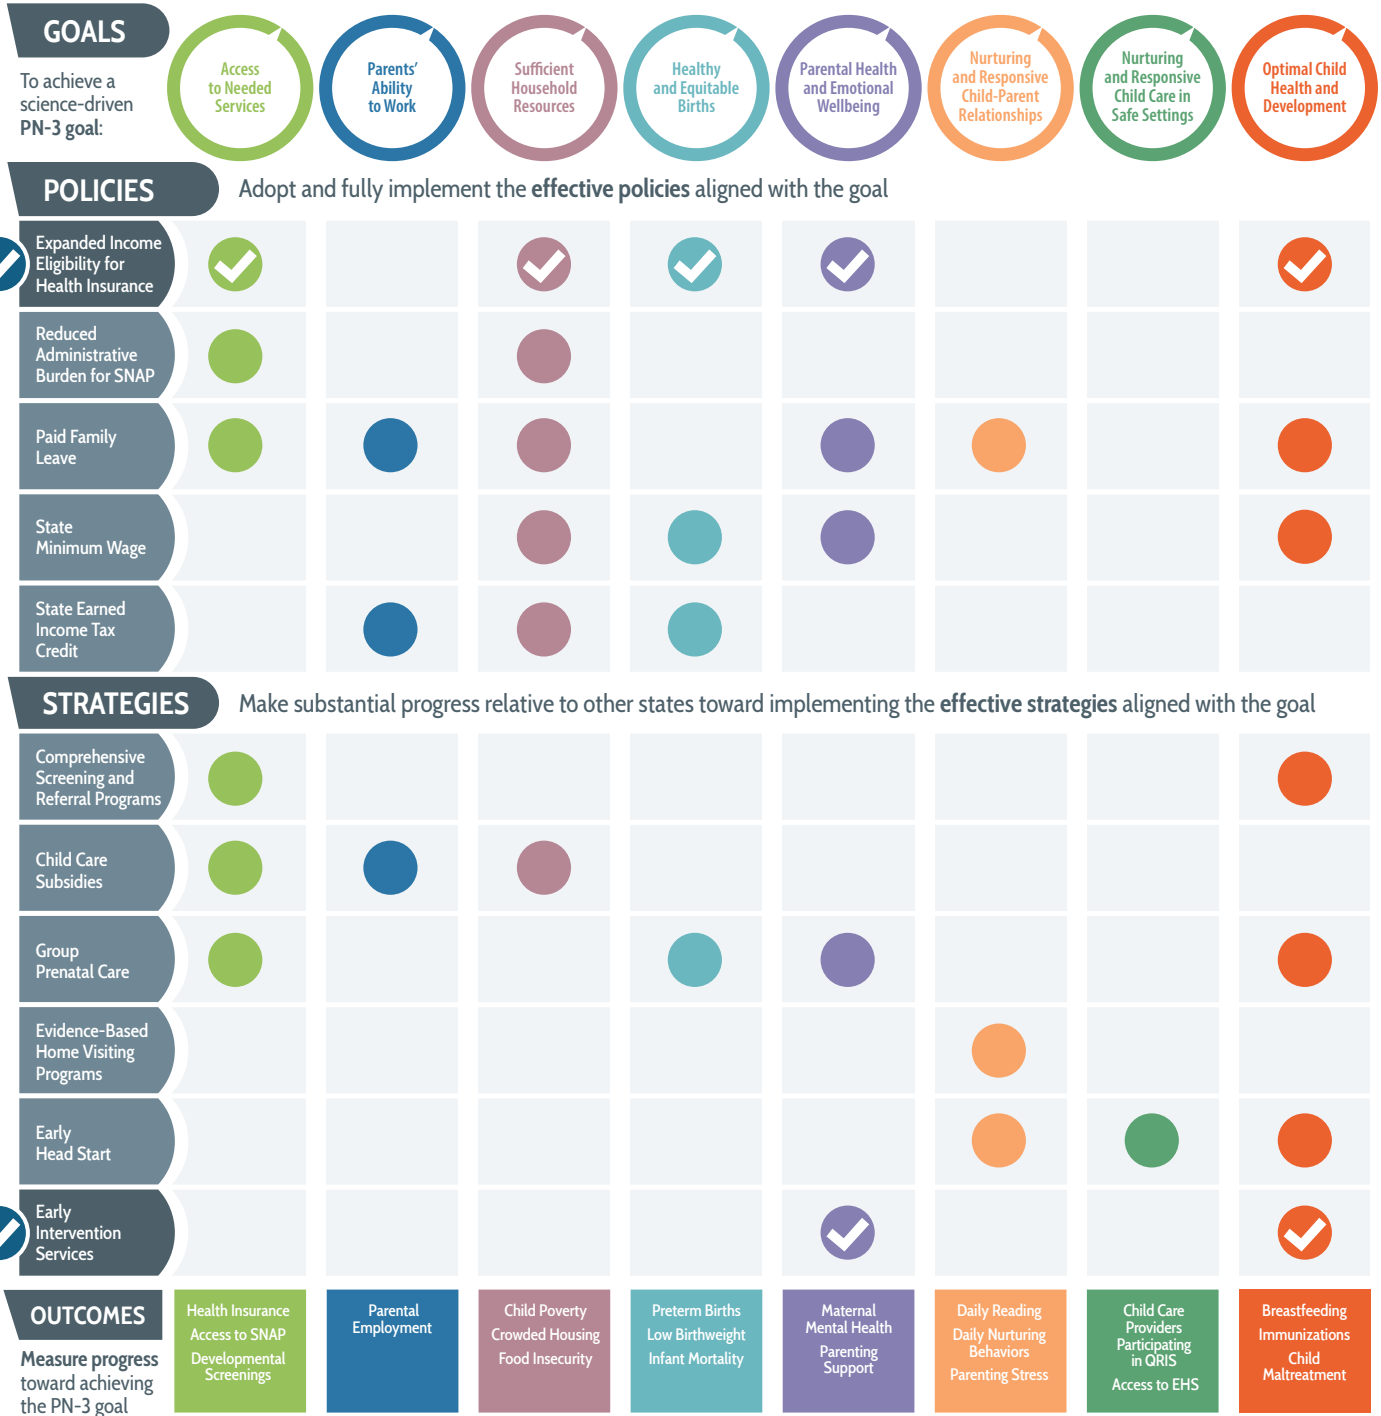 GOALS
To achieve a
science-driven
PN-3 goal:
Access
to Needed
Services
Parents'
Ability
to Work
Sufficient
Household
Resources
Healthy
and Equitable
Births
Parental Health
and Emotional
Wellbeing
Nurturing
and Responsive
Child-Parent
Relationships
Nurturing
and Responsive
Child Care in
Safe Settings
Optimal Child
Health and
Development
POLICIES
Adopt and fully implement the effective policies aligned with the goal
Expanded Income
Eligibility for
Health Insurance
Reduced
Administrative
Burden for SNAP
Paid Family
Leave
State
Minimum Wage
State Earned
Income Tax
Credit
STRATEGIES
Make substantial progress relative to other states toward implementing the effective strategies aligned with the goal
Comprehensive
Screening and
Referral Programs
Child Care
Subsidies
Group
Prenatal Care
Evidence-Based
Home Visiting
Programs
Early
Head Start
Early
Intervention
Services
OUTCOMES
Measure progress
toward achieving
the PN-3 goal
Health Insurance
Access to SNAP
Developmental
Screenings
Parental
Employment
Child Poverty
Crowded Housing
Food Insecurity
Preterm Births
Low Birthweight
Infant Mortality
Maternal
Mental Health
Parenting
Support
Daily Reading
Daily Nurturing
Behaviors
Parenting Stress
Child Care
Providers
Participating
in QRIS
Access to EHS
Breastfeeding
Immunizations
Child
Maltreatment